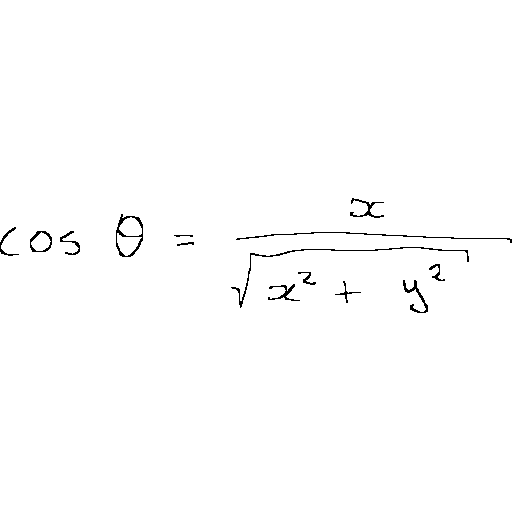 cos θ = x / √(x² + y²)